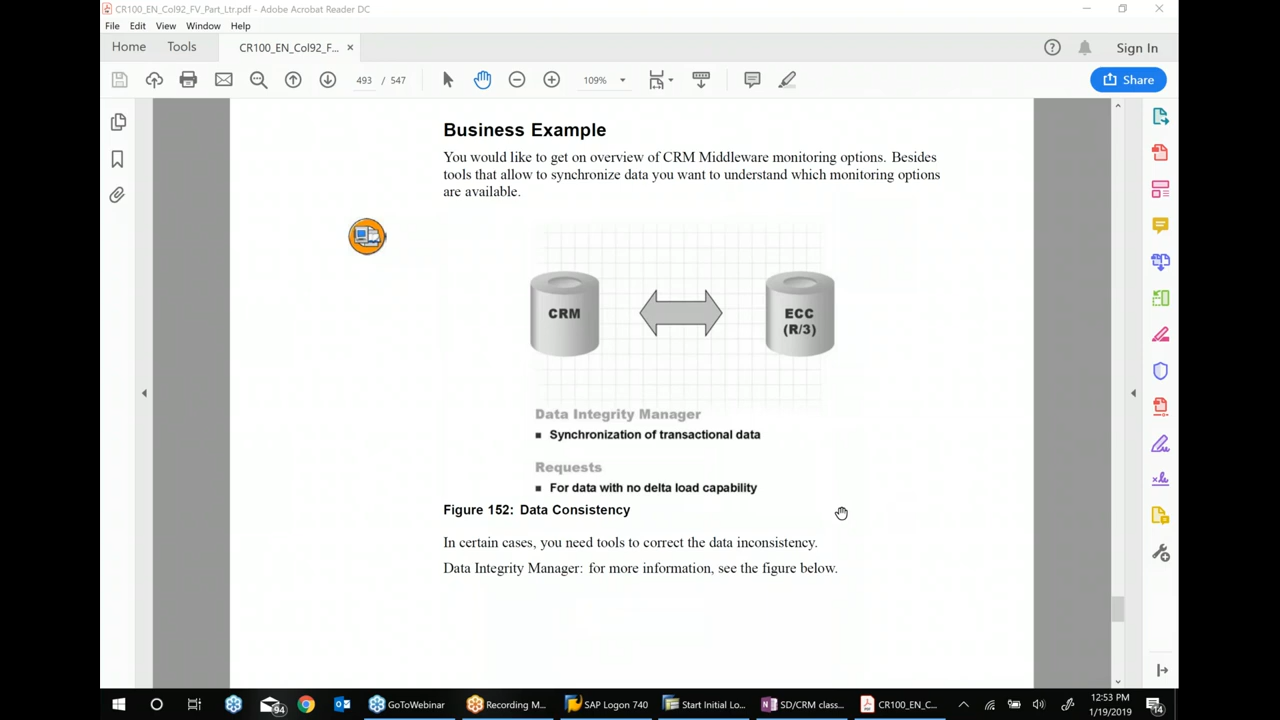 CR100_EN_Col92_FV_Part_Ltr.pdf - Adobe Acrobat Reader DC
File Edit View Window Help
Home Tools CR100_EN_Col92_F... × Sign In
493 / 547 109% Share
Business Example
You would like to get on overview of CRM Middleware monitoring options. Besides
tools that allow to synchronize data you want to understand which monitoring options
are available.
CRM
ECC
(R/3)
Data Integrity Manager
■ Synchronization of transactional data
Requests
■ For data with no delta load capability
Figure 152: Data Consistency
In certain cases, you need tools to correct the data inconsistency.
Data Integrity Manager: for more information, see the figure below.
94 GoToWebinar Recording M... SAP Logon 740 Start Initial Lo... SD/CRM class... CR100_EN_C... 12:53 PM
1/19/2019 14